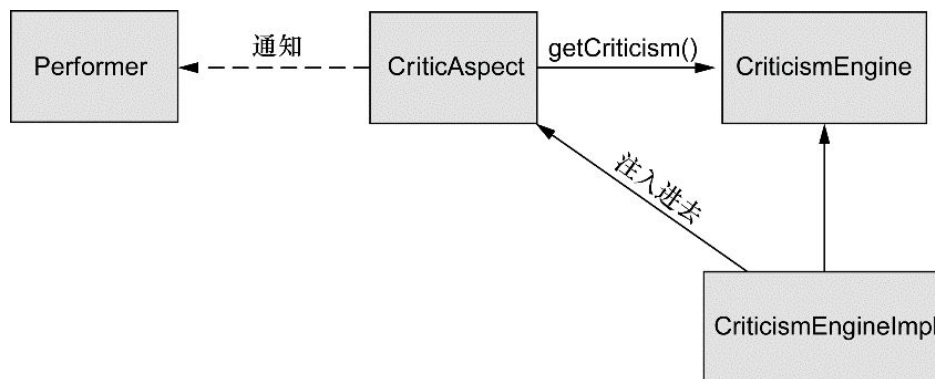 通知
Performer
CriticAspect
getCriticism()
CriticismEngine
注入进去
CriticismEngineImpl